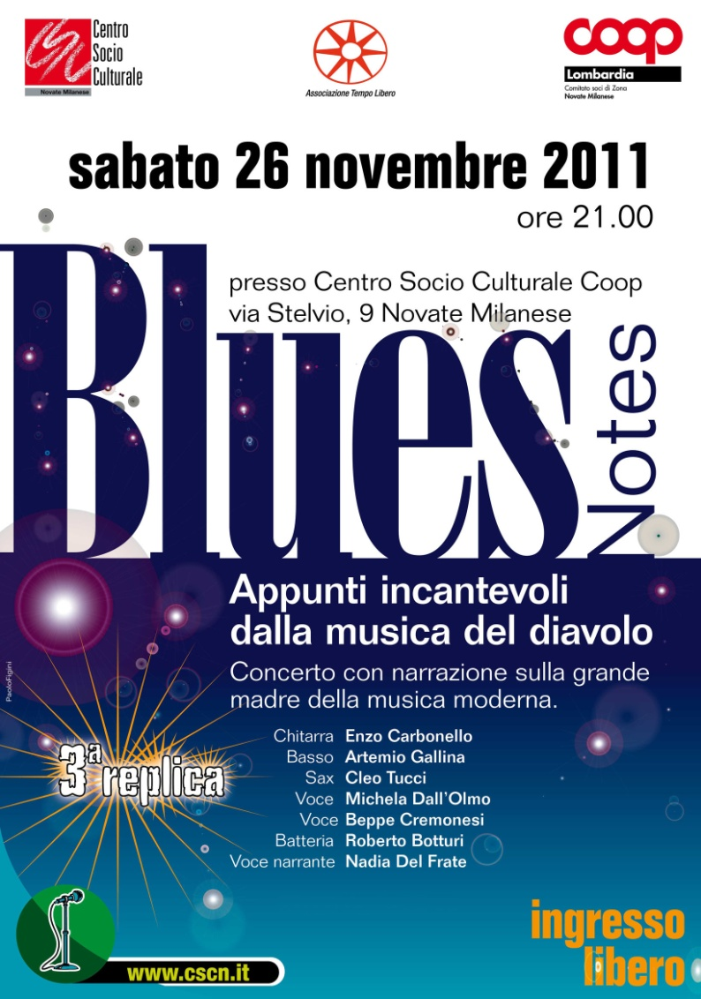 Centro
Socio
Culturale
Novate Milanese
Associazione Tempo Libero
coop
Lombardia
Comitato soci di Zona
Novate Milanese
sabato 26 novembre 2011
ore 21.00
presso Centro Socio Culturale Coop
via Stelvio, 9 Novate Milanese
Blues
Notes
Appunti incantevoli
dalla musica del diavolo
Concerto con narrazione sulla grande
madre della musica moderna.
PaoloFigini
Chitarra Enzo Carbonello
Basso Artemio Gallina
Sax Cleo Tucci
Voce Michela Dall'Olmo
Voce Beppe Cremonesi
Batteria Roberto Botturi
Voce narrante Nadia Del Frate
3a replica
ingresso
libero
www.cscn.it